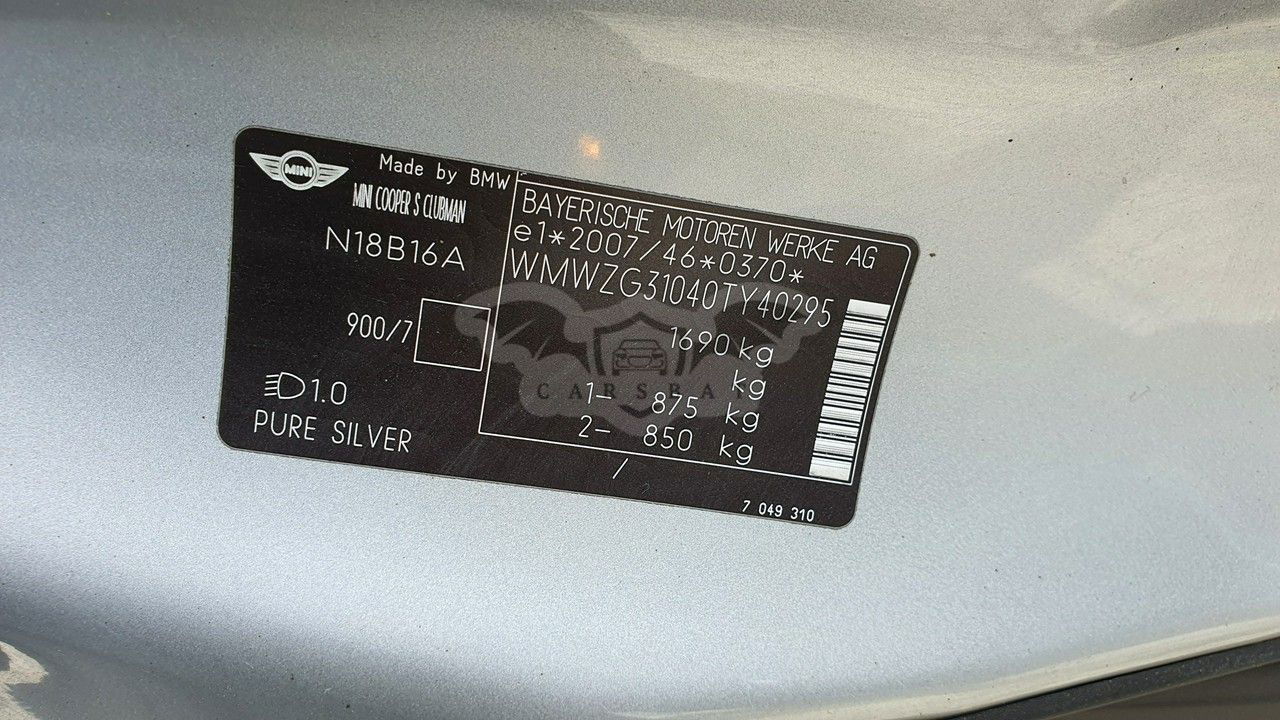 MINI
Made by BMW
MINI COOPER S CLUBMAN
N18B16A
900/7
1.0
PURE SILVER
BAYERISCHE MOTOREN WERKE AG
e1*2007/46*0370*
WMWZG31040TY40295
1690 kg
kg
1- 875 kg
2- 850 kg
/
7 049 310